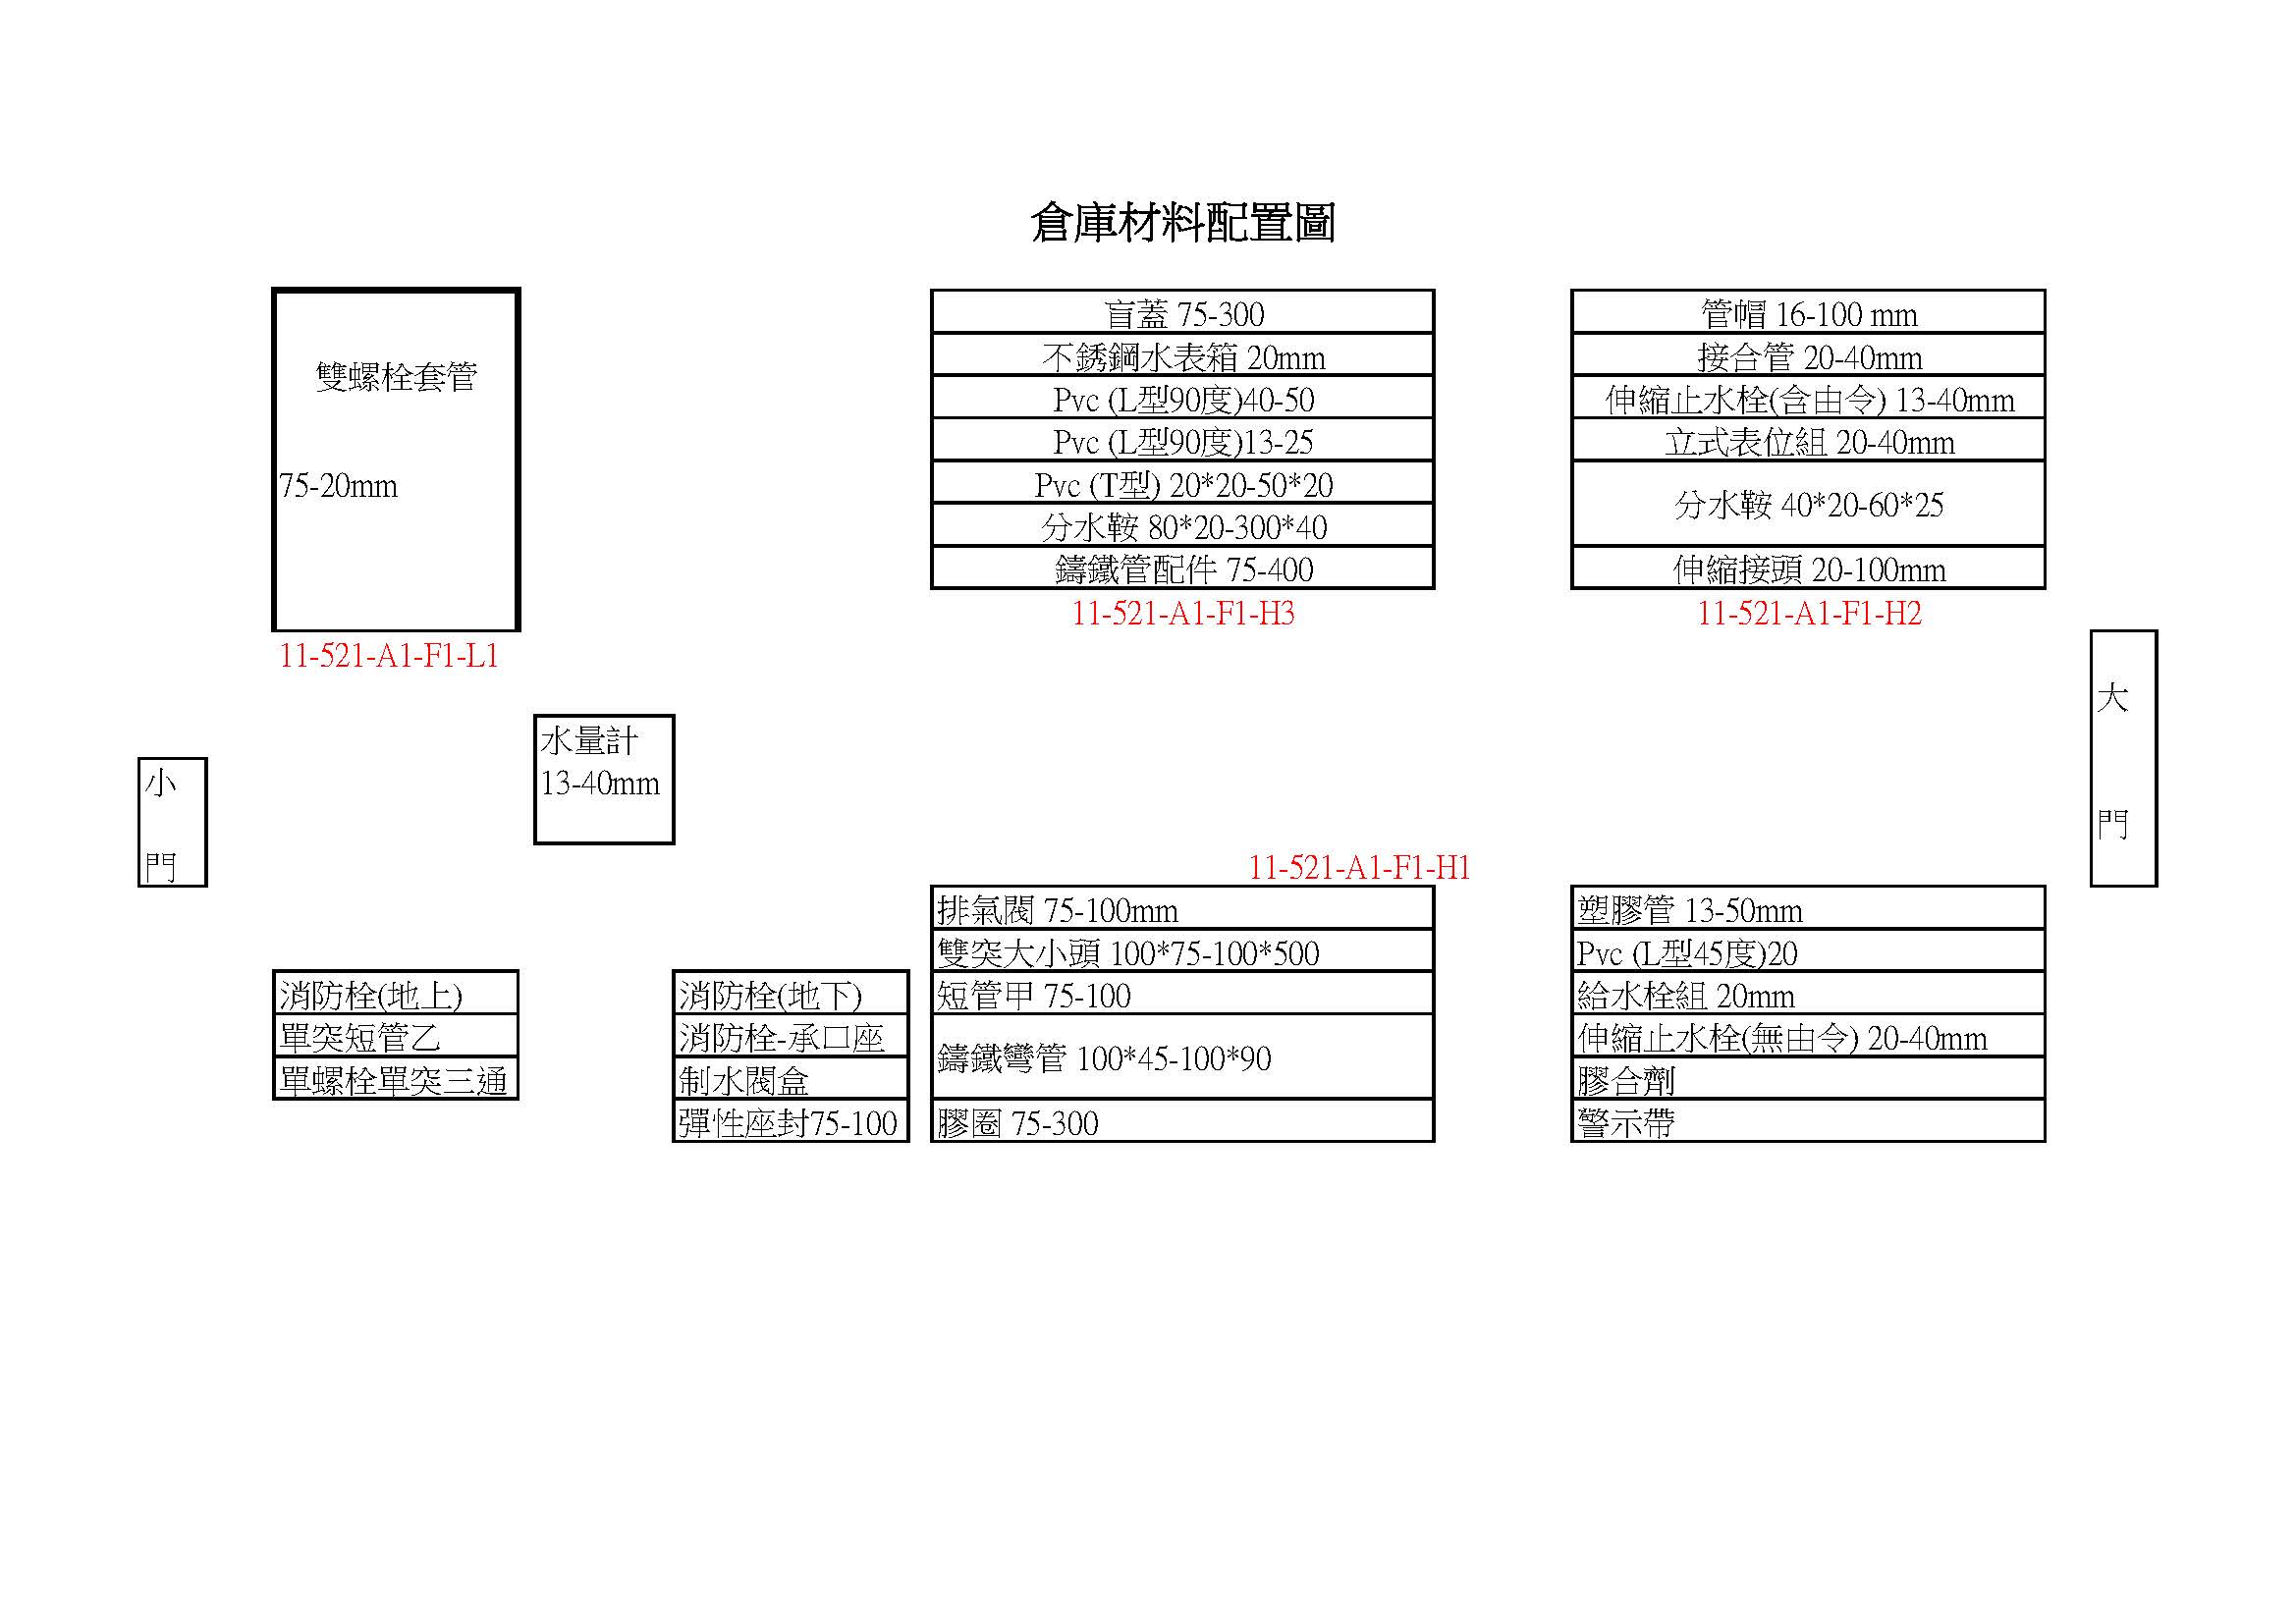 倉庫材料配置圖
雙螺栓套管
75-20mm
11-521-A1-F1-L1
盲蓋 75-300
不銹鋼水表箱 20mm
Pvc (L型90度)40-50
Pvc (L型90度)13-25
Pvc (T型) 20*20-50*20
分水鞍 80*20-300*40
鑄鐵管配件 75-400
11-521-A1-F1-H3
管帽 16-100 mm
接合管 20-40mm
伸縮止水栓(含由令) 13-40mm
立式表位組 20-40mm
分水鞍 40*20-60*25
伸縮接頭 20-100mm
11-521-A1-F1-H2
大
門
水量計
13-40mm
小
門
11-521-A1-F1-H1
消防栓(地上)
單突短管乙
單螺栓單突三通
消防栓(地下)
消防栓-承口座
制水閥盒
彈性座封75-100
排氣閥 75-100mm
雙突大小頭 100*75-100*500
短管甲 75-100
鑄鐵彎管 100*45-100*90
膠圈 75-300
塑膠管 13-50mm
Pvc (L型45度)20
給水栓組 20mm
伸縮止水栓(無由令) 20-40mm
膠合劑
警示帶